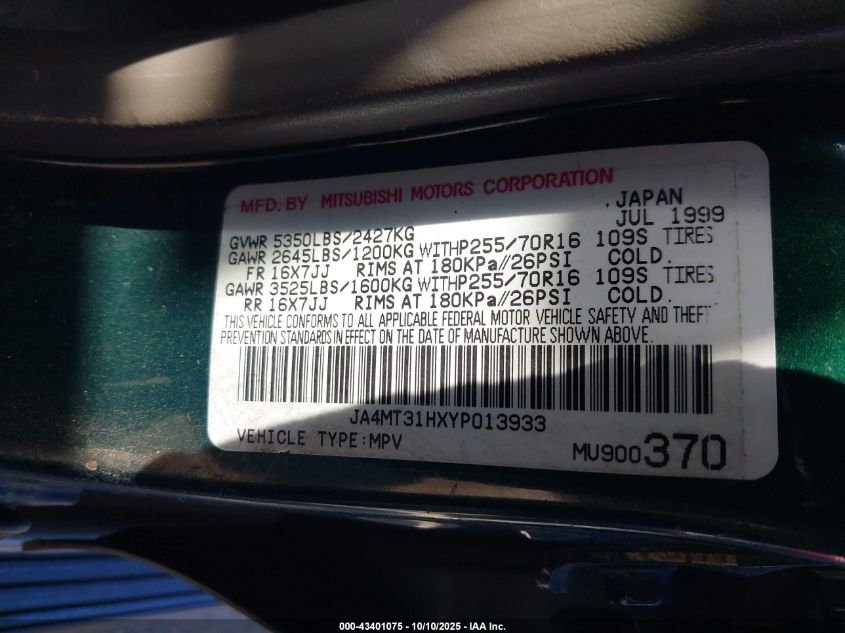 MFD. BY MITSUBISHI MOTORS CORPORATION
. JAPAN
JUL 1999
GVWR 5350LBS/2427KG
GAWR 2645LBS/1200KG WITHP255/70R16 109S TIRES
FR 16X7JJ RIMS AT 180KPa//26PSI COLD.
GAWR 3525LBS/1600KG WITHP255/70R16 109S TIRES
RR 16X7JJ RIMS AT 180KPa//26PSI COLD.
THIS VEHICLE CONFORMS TO ALL APPLICABLE FEDERAL MOTOR VEHICLE SAFETY AND THEFT
PREVENTION STANDARDS IN EFFECT ON THE DATE OF MANUFACTURE SHOWN ABOVE.
JA4MT31HXYP013933
VEHICLE TYPE:MPV
MU900370
000-43401075 - 10/10/2025 - IAA Inc.